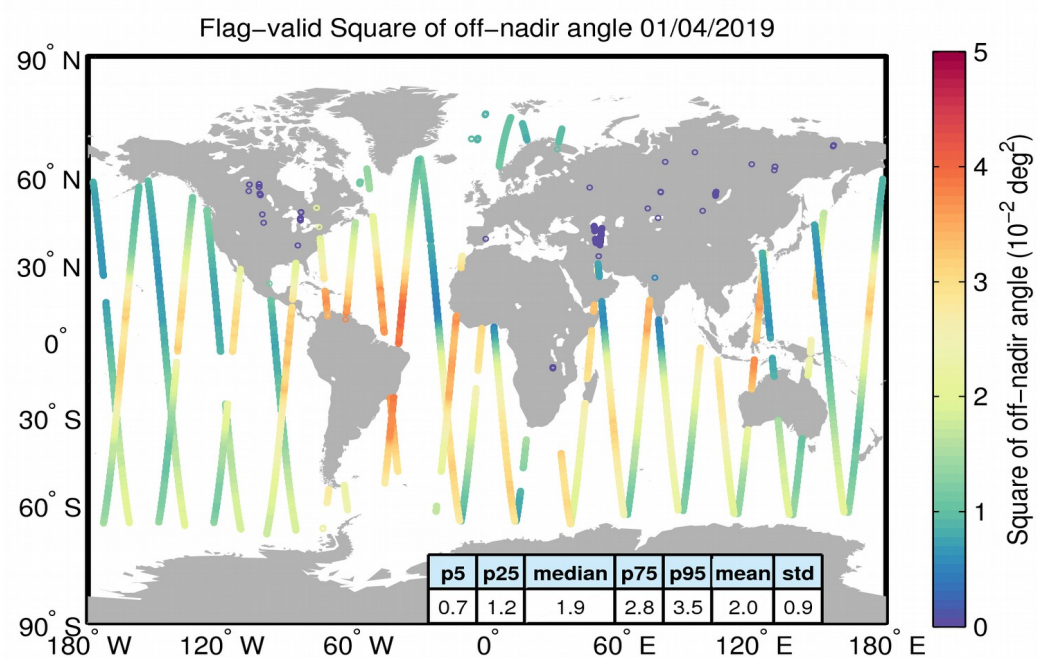 Flag-valid Square of off-nadir angle 01/04/2019
90° N
60° N
30° N
0°
30° S
60° S
90° S
180° W
120° W
60° W
0°
60° E
120° E
180° E
p5 p25 median p75 p95 mean std
0.7 1.2 1.9 2.8 3.5 2.0 0.9
5
4
3
2
1
0
Square of off-nadir angle (10⁻² deg²)